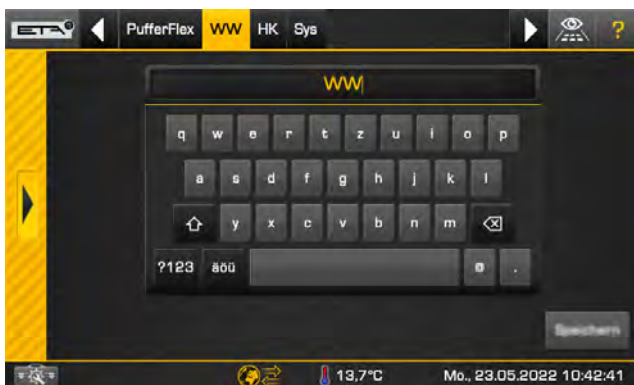 ETA PufferFlex WW HK Sys ?
WW
q w e r t z u i o p
a s d f g h j k l
y x c v b n m
?123 äöü @ .
Speichern
13,7°C Mo., 23.05.2022 10:42:41